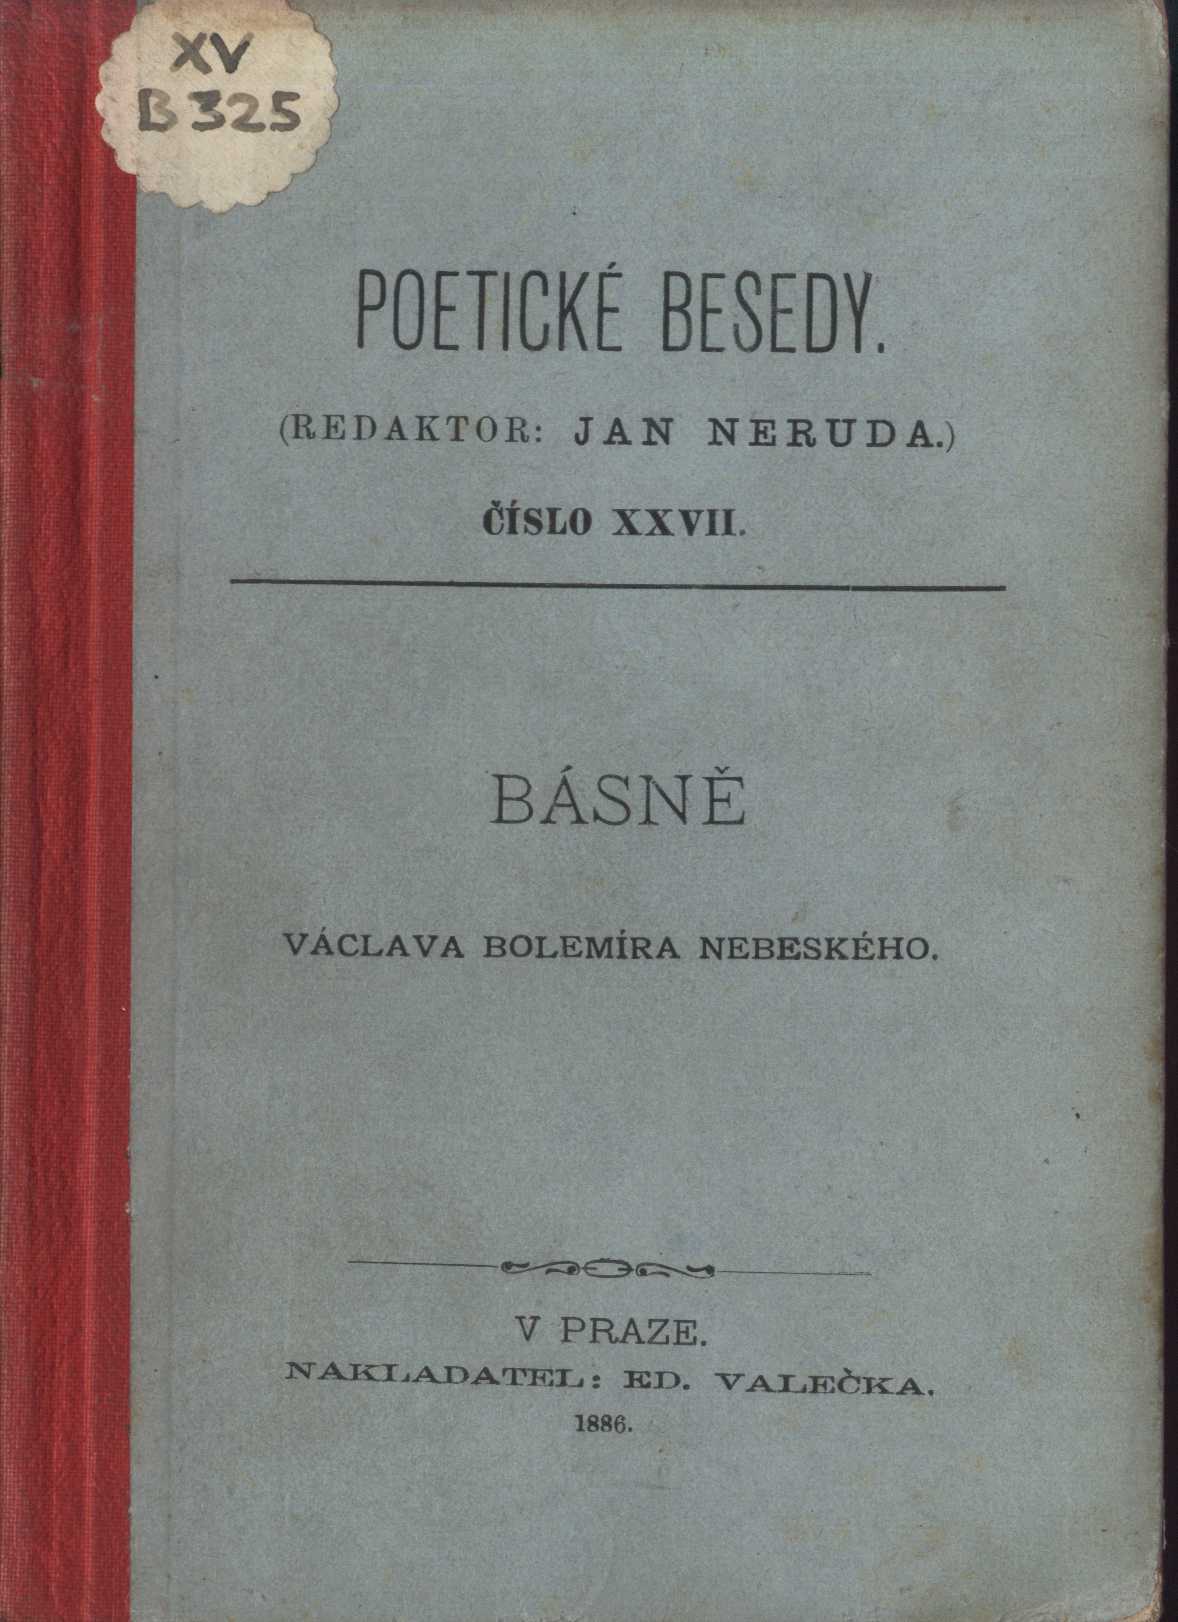 XV
B 325
POETICKÉ BESEDY.
(REDAKTOR: JAN NERUDA.)
ČÍSLO XXVII.
BÁSNĚ
VÁCLAVA BOLEMÍRA NEBESKÉHO.
V PRAZE.
NAKLADATEL: ED. VALEČKA.
1886.